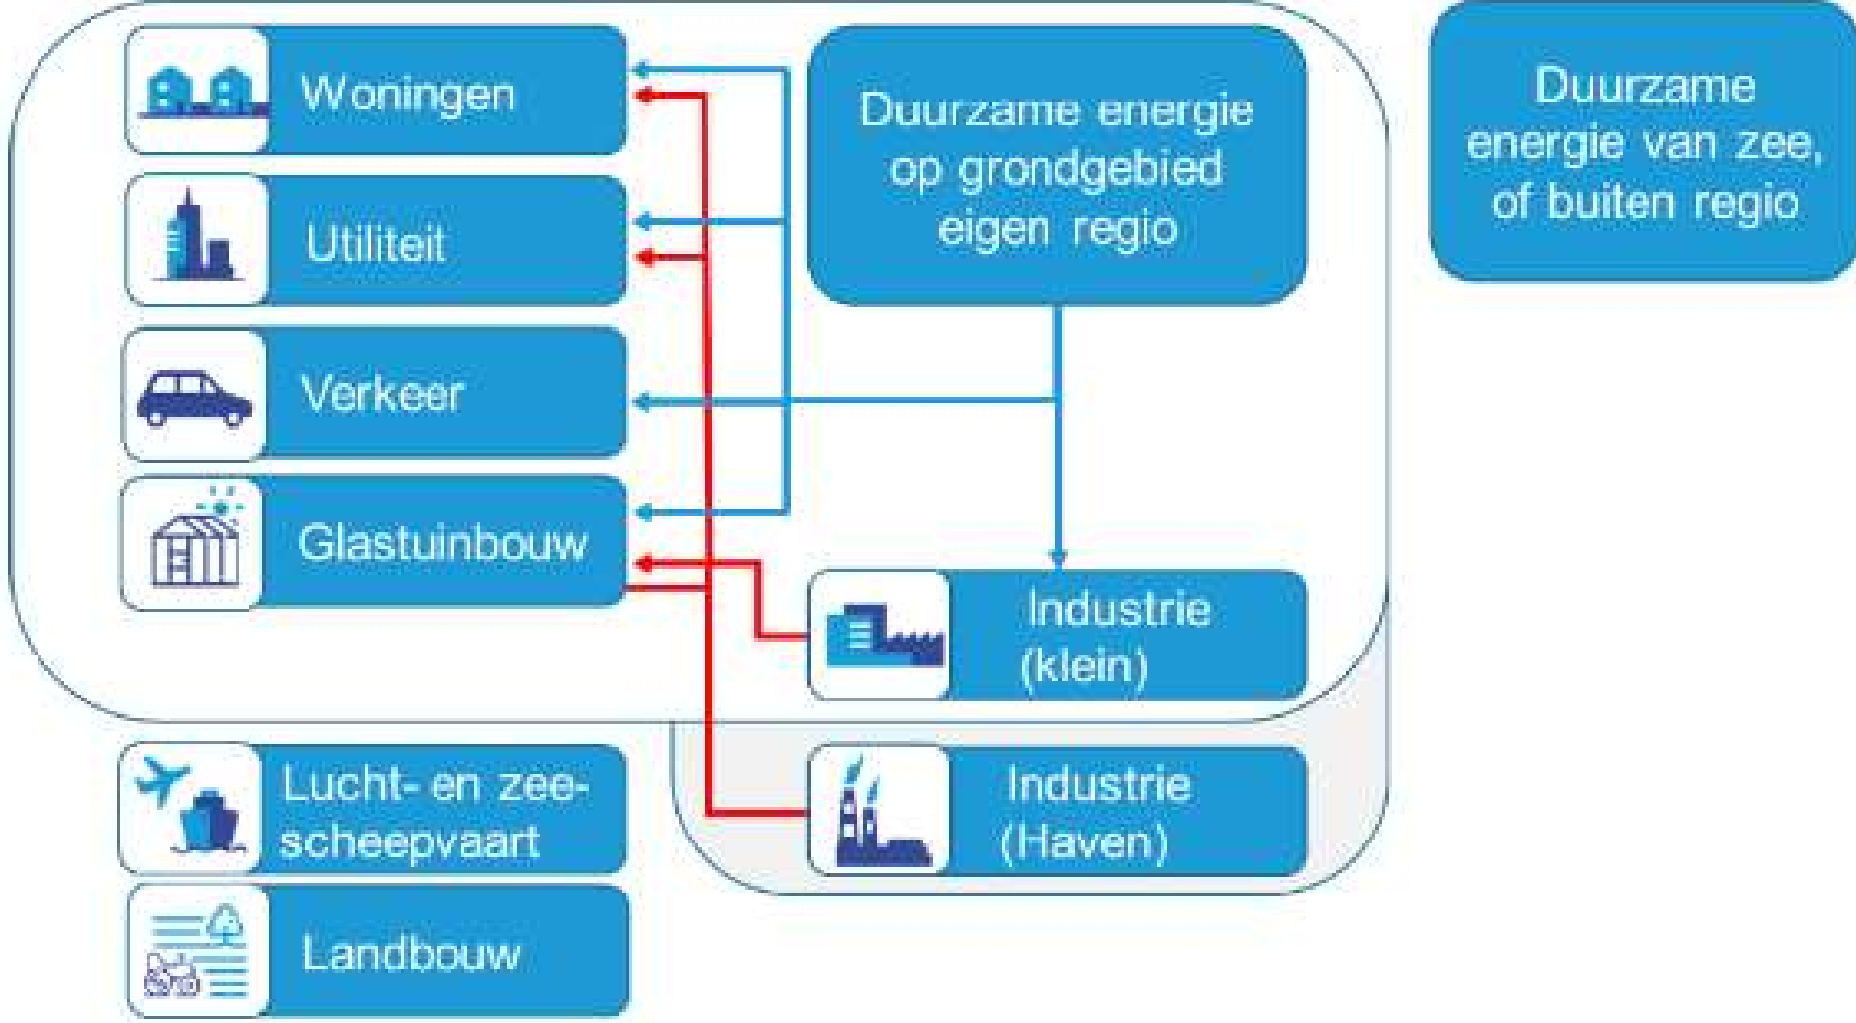 Woningen
Utiliteit
Verkeer
Glastuinbouw
Duurzame energie
op grondgebied
eigen regio
Industrie
(klein)
Duurzame
energie van zee,
of buiten regio
Lucht- en zee-
scheepvaart
Landbouw
Industrie
(Haven)